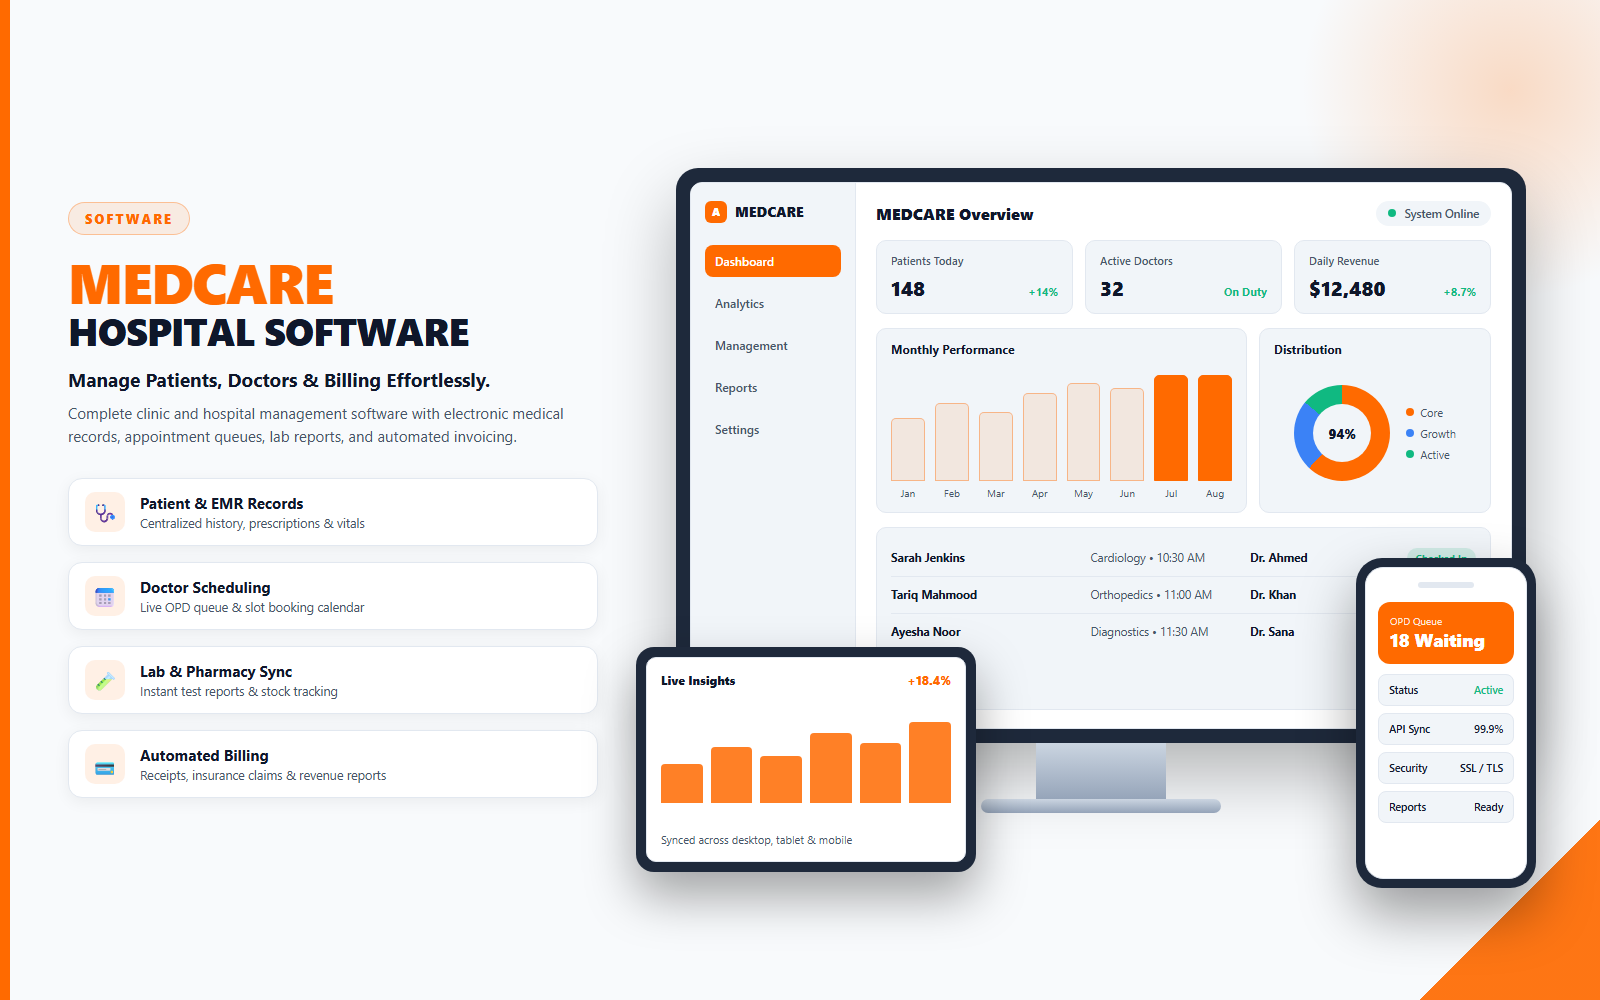 SOFTWARE
MEDCARE
HOSPITAL SOFTWARE
Manage Patients, Doctors & Billing Effortlessly.
Complete clinic and hospital management software with electronic medical
records, appointment queues, lab reports, and automated invoicing.
Patient & EMR Records
Centralized history, prescriptions & vitals
Doctor Scheduling
Live OPD queue & slot booking calendar
Lab & Pharmacy Sync
Instant test reports & stock tracking
Automated Billing
Receipts, insurance claims & revenue reports
A MEDCARE
Dashboard
Analytics
Management
Reports
Settings
MEDCARE Overview
System Online
Patients Today
148 +14%
Active Doctors
32 On Duty
Daily Revenue
$12,480 +8.7%
Monthly Performance
Jan Feb Mar Apr May Jun Jul Aug
Distribution
94%
Core
Growth
Active
Sarah Jenkins Cardiology • 10:30 AM Dr. Ahmed Checked In
Tariq Mahmood Orthopedics • 11:00 AM Dr. Khan
Ayesha Noor Diagnostics • 11:30 AM Dr. Sana
Live Insights +18.4%
Synced across desktop, tablet & mobile
OPD Queue
18 Waiting
Status Active
API Sync 99.9%
Security SSL / TLS
Reports Ready